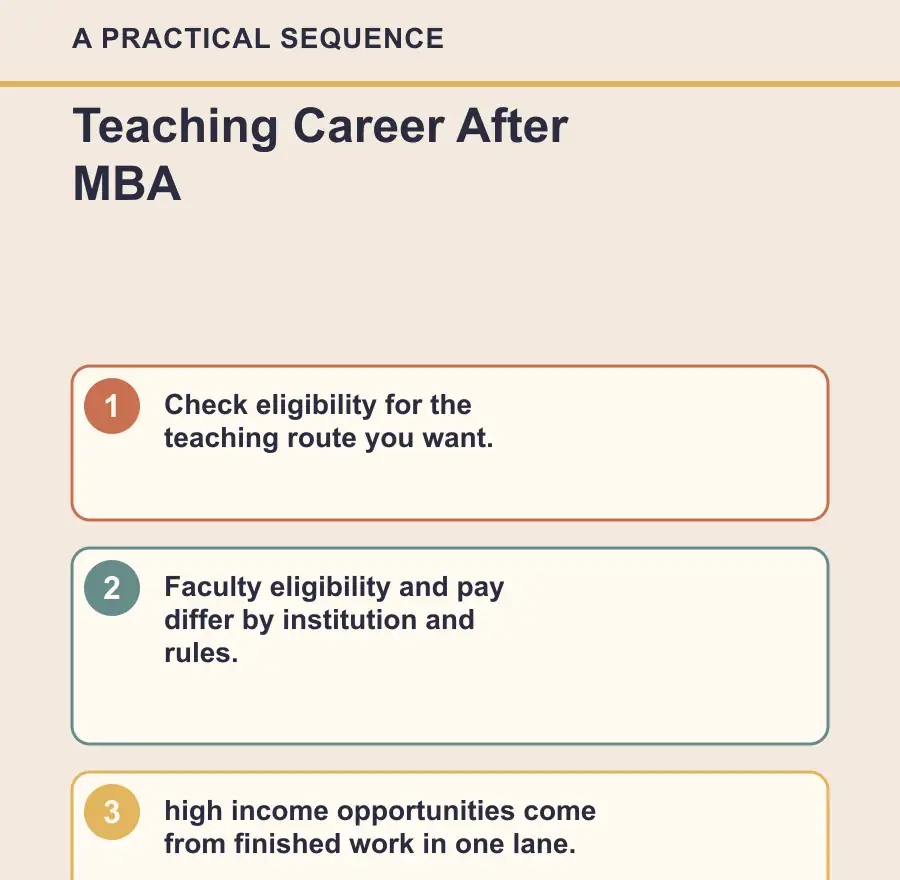 A PRACTICAL SEQUENCE
Teaching Career After
MBA
1
Check eligibility for the
teaching route you want.
2
Faculty eligibility and pay
differ by institution and
rules.
3
high income opportunities come
from finished work in one lane.